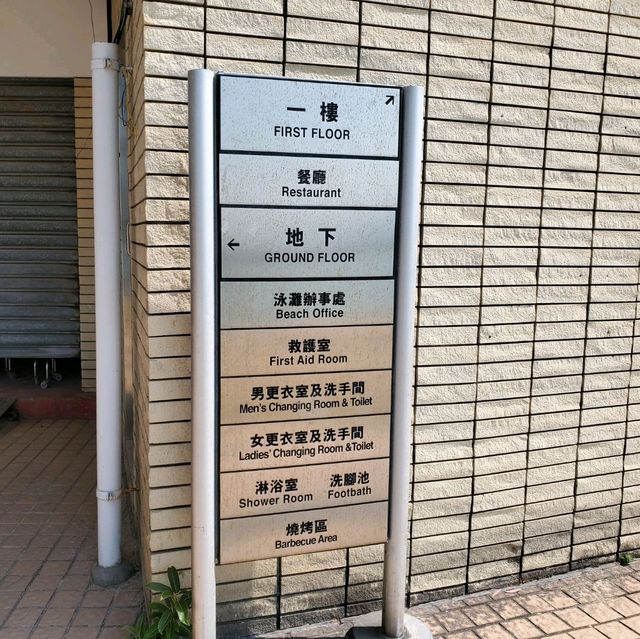 一樓
FIRST FLOOR
餐廳
Restaurant
地下
GROUND FLOOR
泳灘辦事處
Beach Office
救護室
First Aid Room
男更衣室及洗手間
Men's Changing Room & Toilet
女更衣室及洗手間
Ladies' Changing Room & Toilet
淋浴室 洗腳池
Shower Room Footbath
燒烤區
Barbecue Area